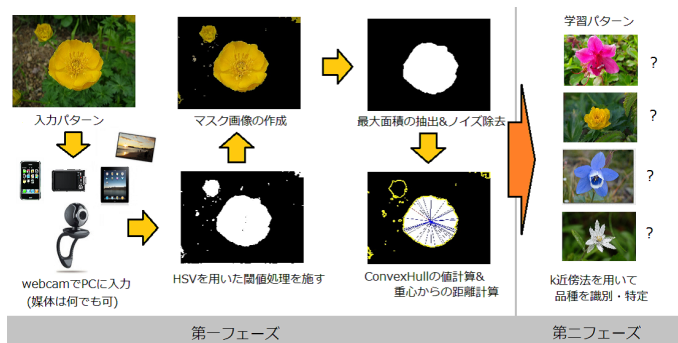 入力パターン
webcamでPCに入力
(媒体は何でも可)
マスク画像の作成
HSVを用いた閾値処理を施す
最大面積の抽出&ノイズ除去
ConvexHullの値計算&
重心からの距離計算
第一フェーズ
学習パターン
?
?
?
?
k近傍法を用いて
品種を識別・特定
第二フェーズ